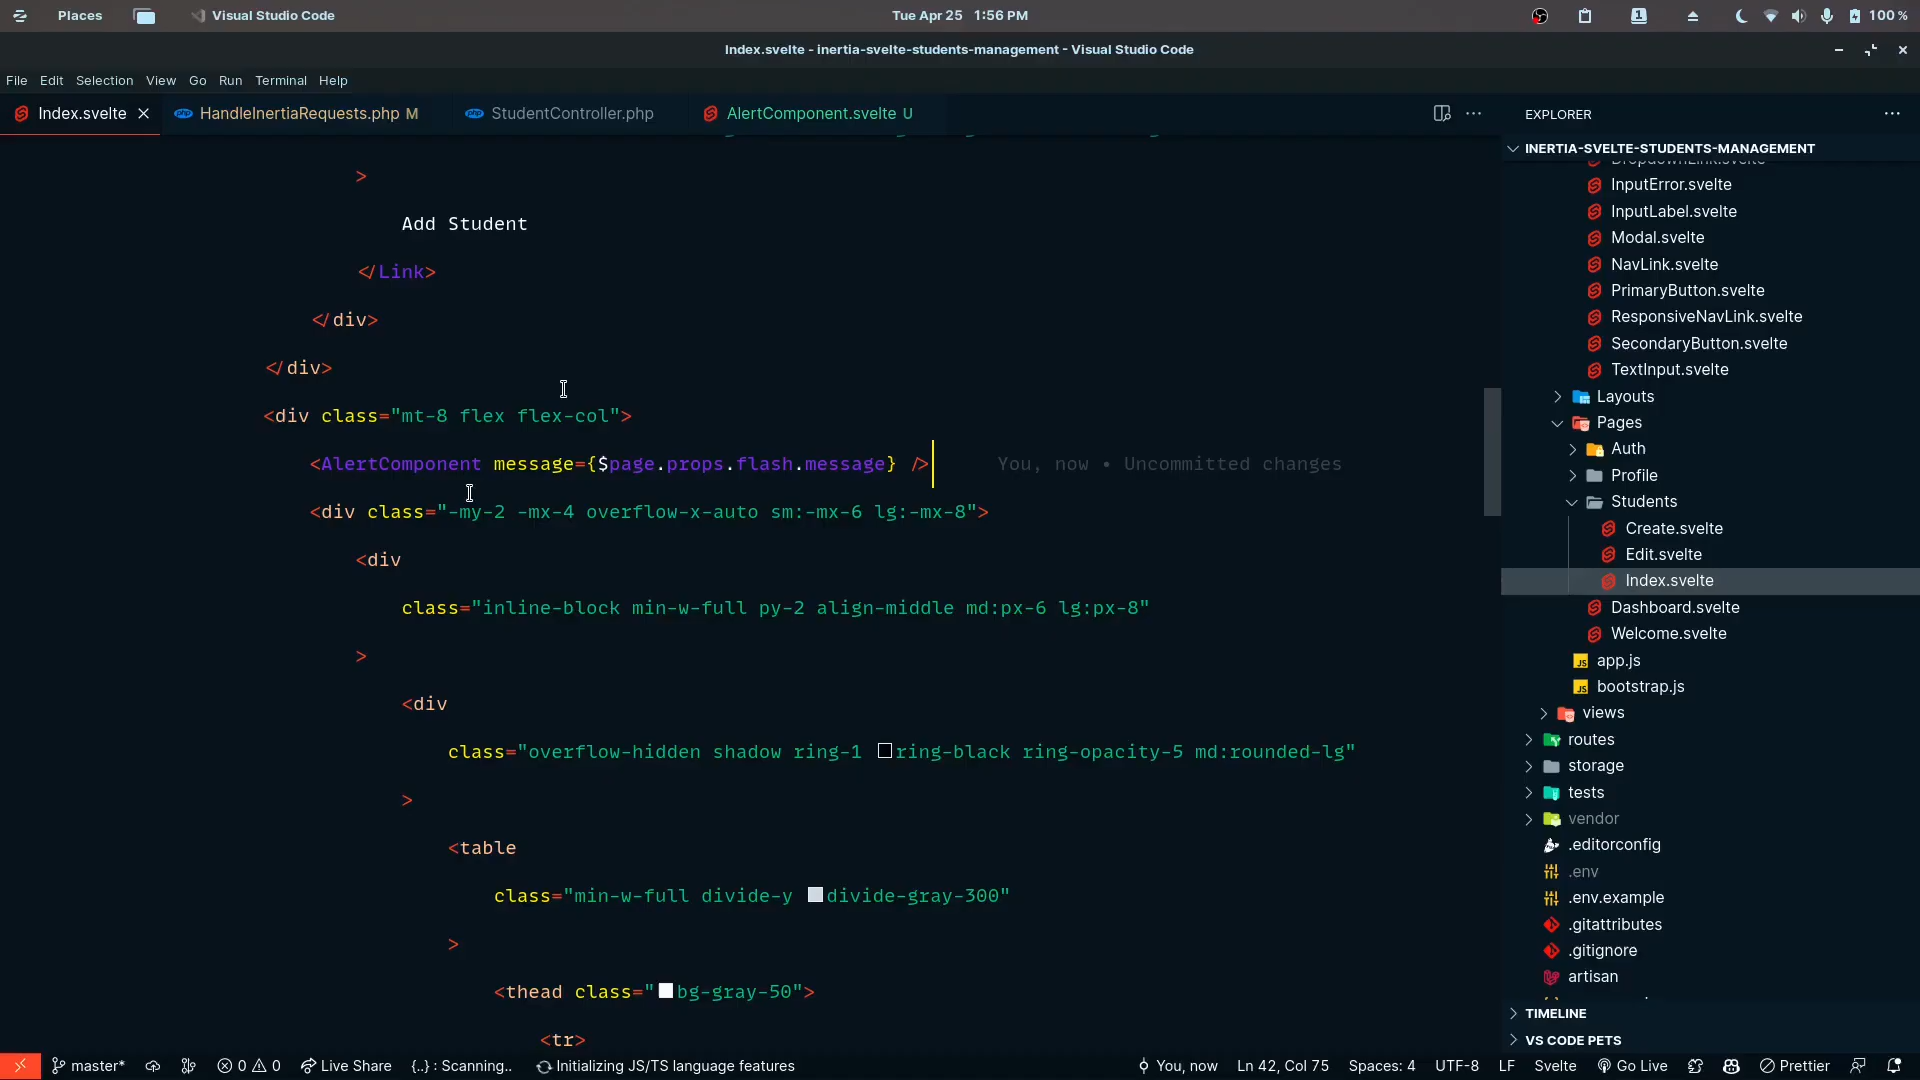 Places
Visual Studio Code
Tue Apr 25 1:56 PM
1
100 %
Index.svelte - inertia-svelte-students-management - Visual Studio Code
File Edit Selection View Go Run Terminal Help
Index.svelte
HandleInertiaRequests.php M
StudentController.php
AlertComponent.svelte U
>
Add Student
</Link>
</div>
</div>
<div class="mt-8 flex flex-col">
<AlertComponent message={$page.props.flash.message} />
You, now • Uncommitted changes
<div class="-my-2 -mx-4 overflow-x-auto sm:-mx-6 lg:-mx-8">
<div
class="inline-block min-w-full py-2 align-middle md:px-6 lg:px-8"
>
<div
class="overflow-hidden shadow ring-1 ring-black ring-opacity-5 md:rounded-lg"
>
<table
class="min-w-full divide-y divide-gray-300"
>
<thead class="bg-gray-50">
<tr>
EXPLORER
INERTIA-SVELTE-STUDENTS-MANAGEMENT
DropdownLink.svelte
InputError.svelte
InputLabel.svelte
Modal.svelte
NavLink.svelte
PrimaryButton.svelte
ResponsiveNavLink.svelte
SecondaryButton.svelte
TextInput.svelte
Layouts
Pages
Auth
Profile
Students
Create.svelte
Edit.svelte
Index.svelte
Dashboard.svelte
Welcome.svelte
app.js
bootstrap.js
views
routes
storage
tests
vendor
.editorconfig
.env
.env.example
.gitattributes
.gitignore
artisan
TIMELINE
VS CODE PETS
master*
0 0
Live Share
{..} : Scanning..
Initializing JS/TS language features
You, now
Ln 42, Col 75
Spaces: 4
UTF-8
LF
Svelte
Go Live
Prettier